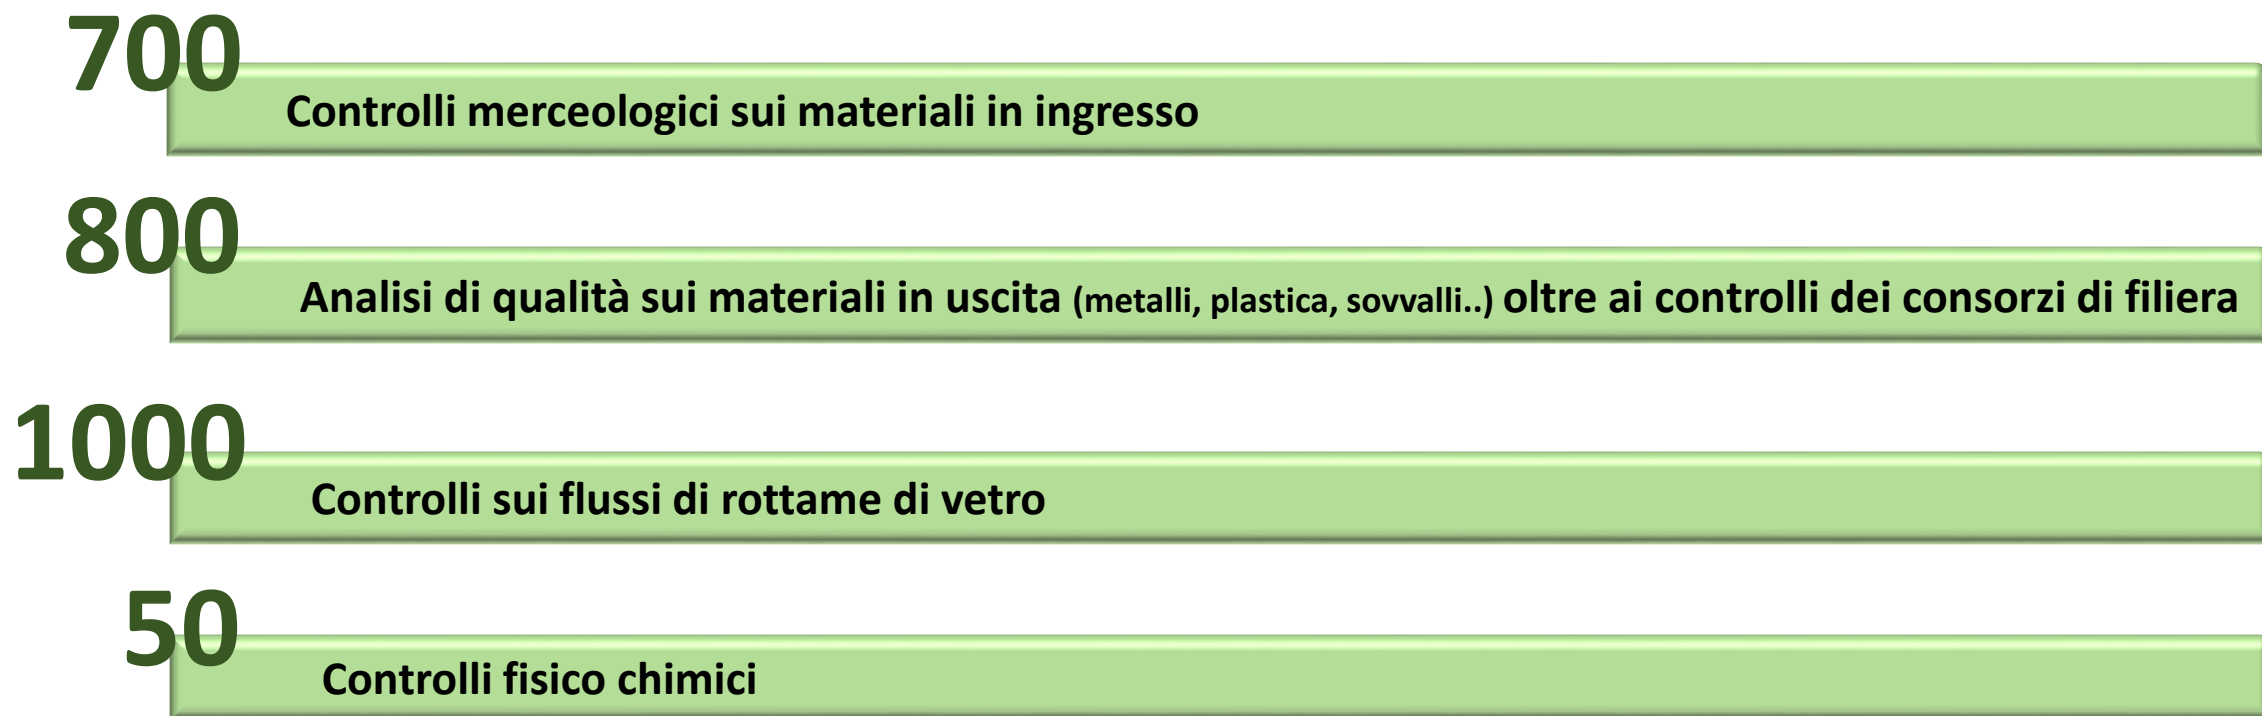 700
Controlli merceologici sui materiali in ingresso
800
Analisi di qualità sui materiali in uscita (metalli, plastica, sovvalli..) oltre ai controlli dei consorzi di filiera
1000
Controlli sui flussi di rottame di vetro
50
Controlli fisico chimici